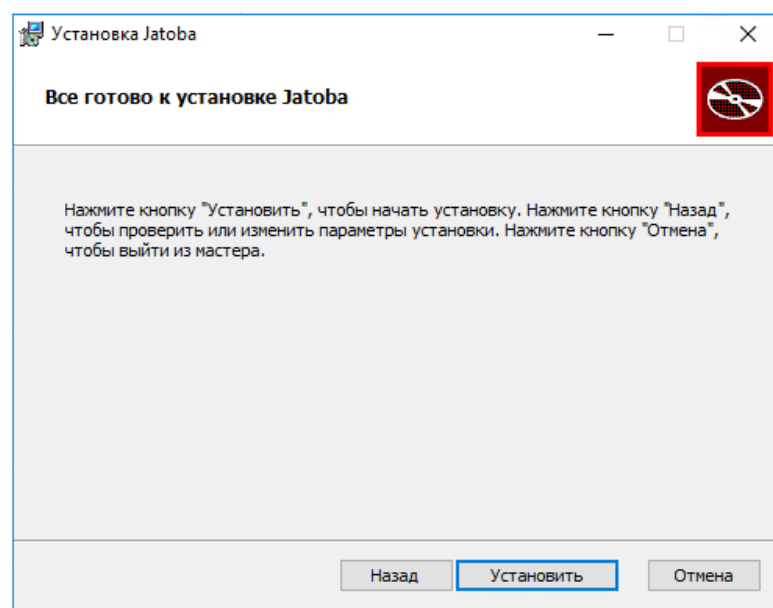 Установка Jatoba
Все готово к установке Jatoba
Нажмите кнопку "Установить", чтобы начать установку. Нажмите кнопку "Назад",
чтобы проверить или изменить параметры установки. Нажмите кнопку "Отмена",
чтобы выйти из мастера.
Назад Установить Отмена